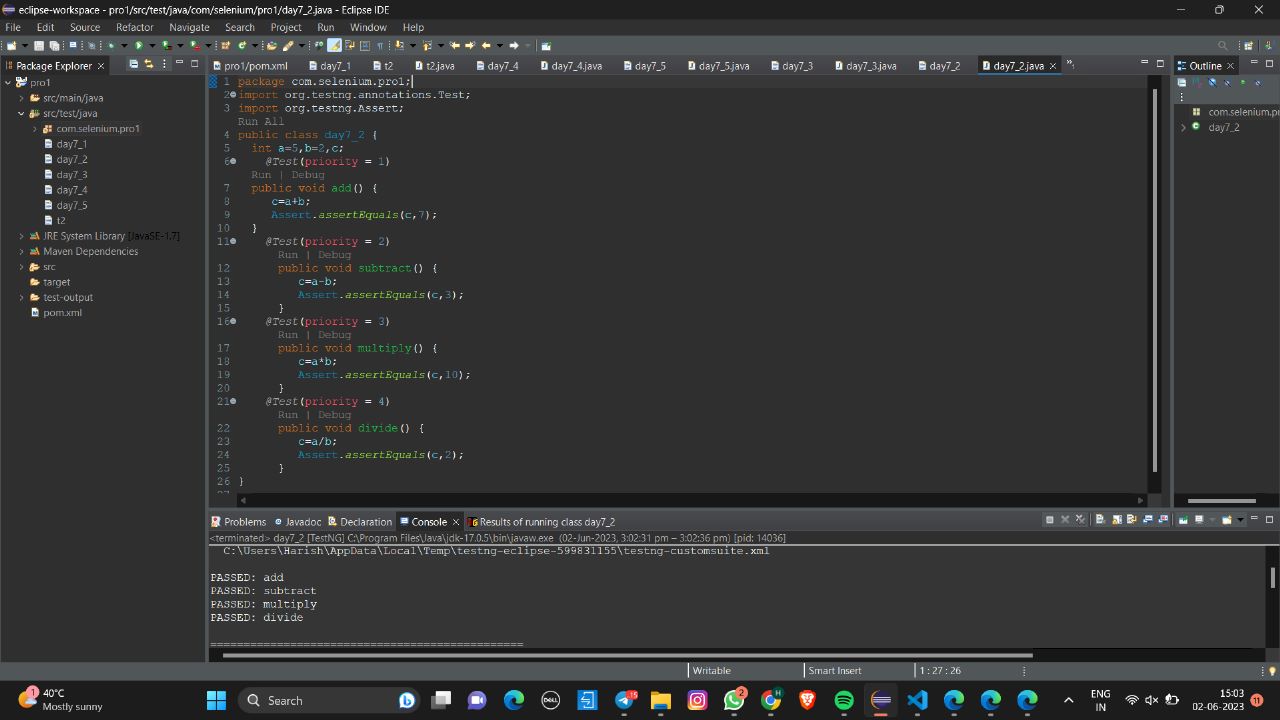 eclipse-workspace - pro1/src/test/java/com/selenium/pro1/day7_2.java - Eclipse IDE
File Edit Source Refactor Navigate Search Project Run Window Help
Package Explorer
pro1/pom.xml day7_1 t2 t2.java day7_4 day7_4.java day7_5 day7_5.java day7_3 day7_3.java day7_2 day7_2.java
Outline
pro1
src/main/java
src/test/java
com.selenium.pro1
day7_1
day7_2
day7_3
day7_4
day7_5
t2
JRE System Library [JavaSE-1.7]
Maven Dependencies
src
target
test-output
pom.xml
1 package com.selenium.pro1;
2 import org.testng.annotations.Test;
3 import org.testng.Assert;
Run All
4 public class day7_2 {
5 int a=5,b=2,c;
6 @Test(priority = 1)
Run | Debug
7 public void add() {
8 c=a+b;
9 Assert.assertEquals(c,7);
10 }
11 @Test(priority = 2)
Run | Debug
12 public void subtract() {
13 c=a-b;
14 Assert.assertEquals(c,3);
15 }
16 @Test(priority = 3)
Run | Debug
17 public void multiply() {
18 c=a*b;
19 Assert.assertEquals(c,10);
20 }
21 @Test(priority = 4)
Run | Debug
22 public void divide() {
23 c=a/b;
24 Assert.assertEquals(c,2);
25 }
26 }
27
com.selenium.pro
day7_2
Problems Javadoc Declaration Console Results of running class day7_2
<terminated> day7_2 [TestNG] C:\Program Files\Java\jdk-17.0.5\bin\javaw.exe (02-Jun-2023, 3:02:31 pm – 3:02:36 pm) [pid: 14036]
C:\Users\Harish\AppData\Local\Temp\testng-eclipse-599831155\testng-customsuite.xml
PASSED: add
PASSED: subtract
PASSED: multiply
PASSED: divide
===============================================
Writable Smart Insert 1 : 27 : 26
1
40°C
Mostly sunny
Search
DELL
15
2
H
ENG
IN
15:03
02-06-2023
11